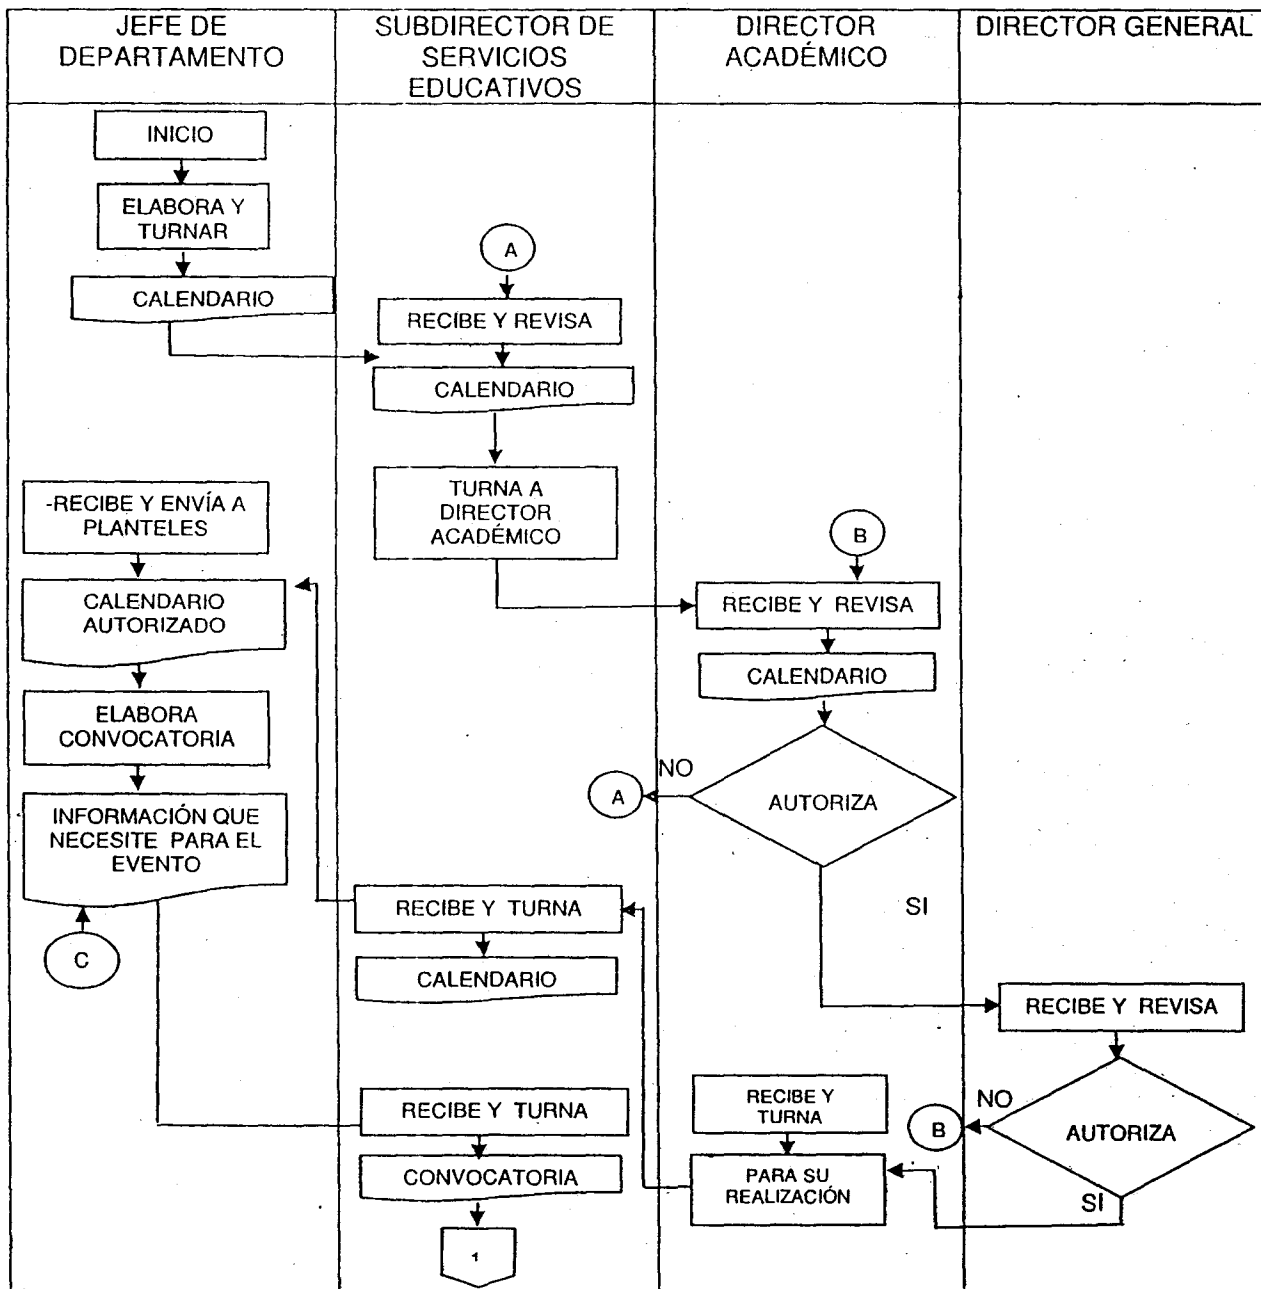 JEFE DE
DEPARTAMENTO
SUBDIRECTOR DE
SERVICIOS
EDUCATIVOS
DIRECTOR
ACADÉMICO
DIRECTOR GENERAL
INICIO
ELABORA Y
TURNAR
CALENDARIO
A
RECIBE Y REVISA
CALENDARIO
TURNA A
DIRECTOR
ACADÉMICO
-RECIBE Y ENVÍA A
PLANTELES
CALENDARIO
AUTORIZADO
ELABORA
CONVOCATORIA
INFORMACIÓN QUE
NECESITE PARA EL
EVENTO
C
B
RECIBE Y REVISA
CALENDARIO
AUTORIZA
NO
A
SI
RECIBE Y TURNA
CALENDARIO
RECIBE Y REVISA
AUTORIZA
NO
B
SI
RECIBE Y
TURNA
PARA SU
REALIZACIÓN
RECIBE Y TURNA
CONVOCATORIA
1